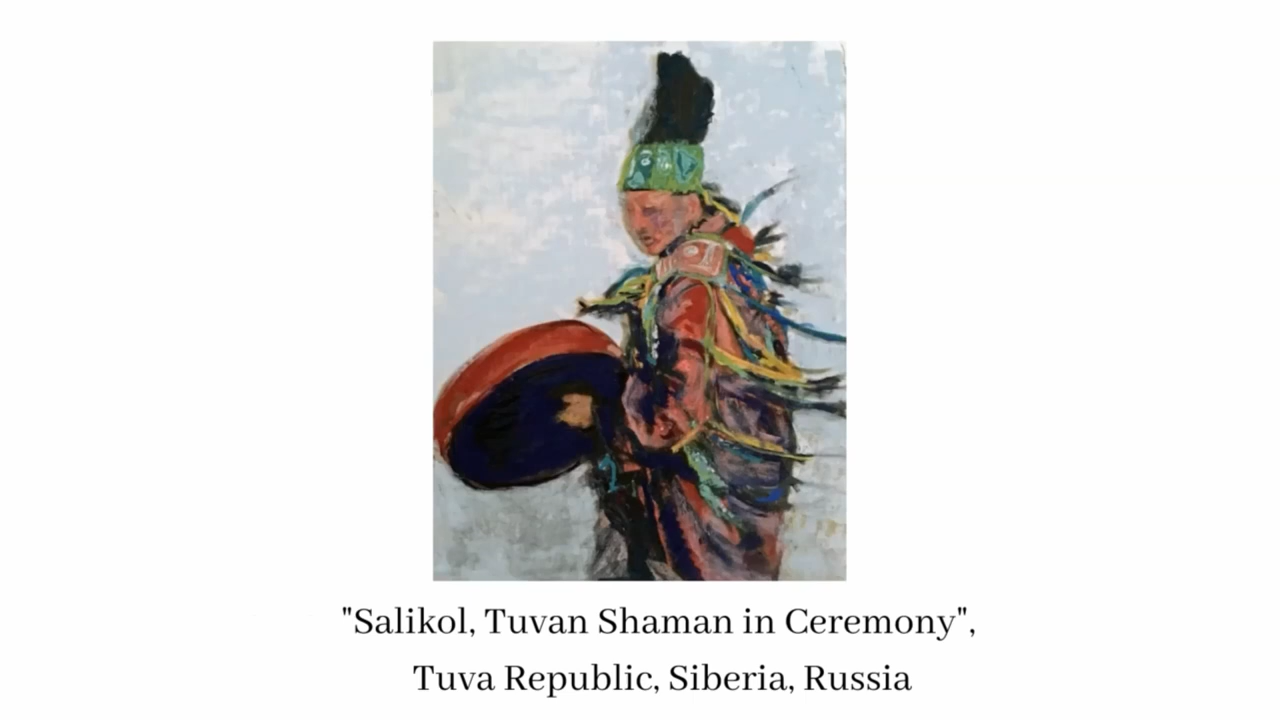 "Salikol, Tuvan Shaman in Ceremony",
Tuva Republic, Siberia, Russia